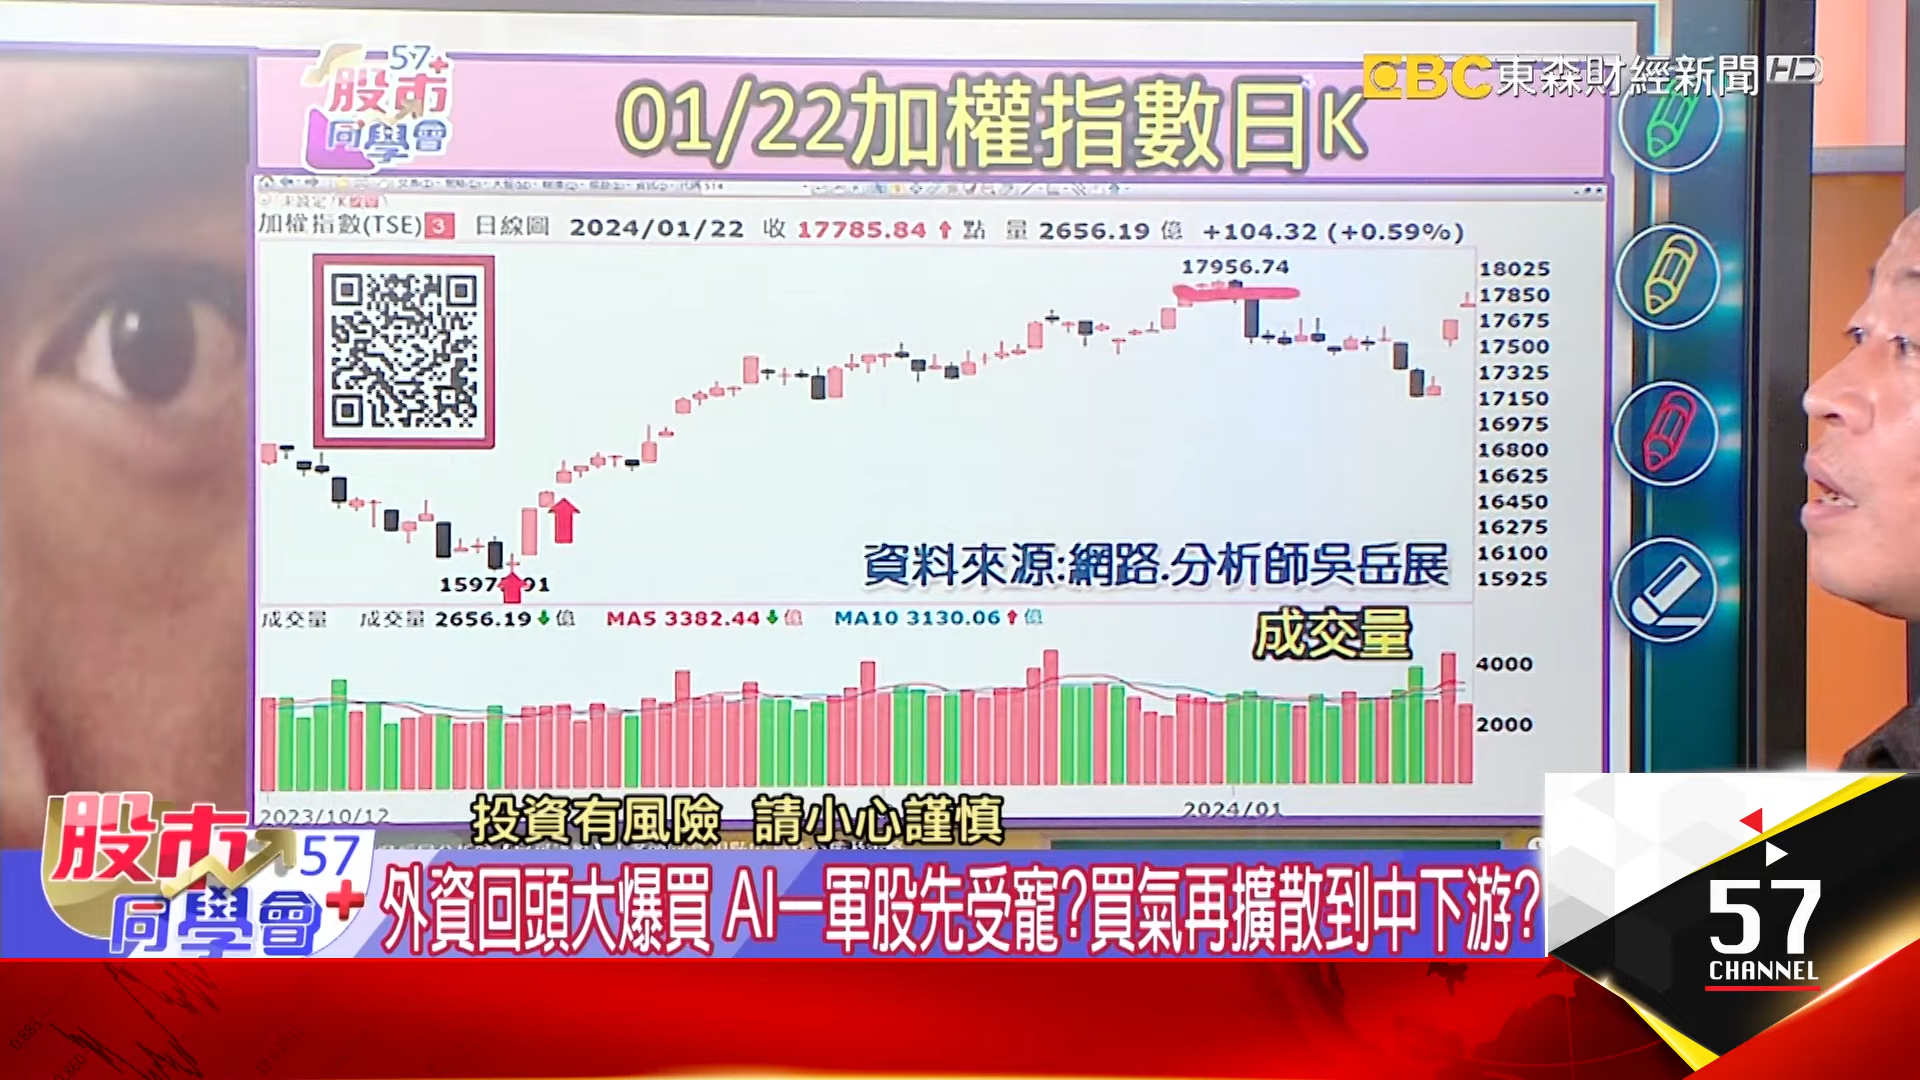 57+
股市
同學會
01/22加權指數日K
EBC 東森財經新聞 HD
加權指數(TSE) 3 日線圖 2024/01/22 收 17785.84 ↑ 點 量 2656.19 億 +104.32 (+0.59%)
17956.74
18025
17850
17675
17500
17325
17150
16975
16800
16625
16450
16275
16100
15925
資料來源:網路.分析師吳岳展
成交量 成交量 2656.19 ↓ 億 MA5 3382.44 ↓ 億 MA10 3130.06 ↑ 億
成交量
4000
2000
2023/10/12
2024/01
投資有風險 請小心謹慎
股市 57
同學會+
外資回頭大爆買 AI一軍股先受寵?買氣再擴散到中下游?
57
CHANNEL